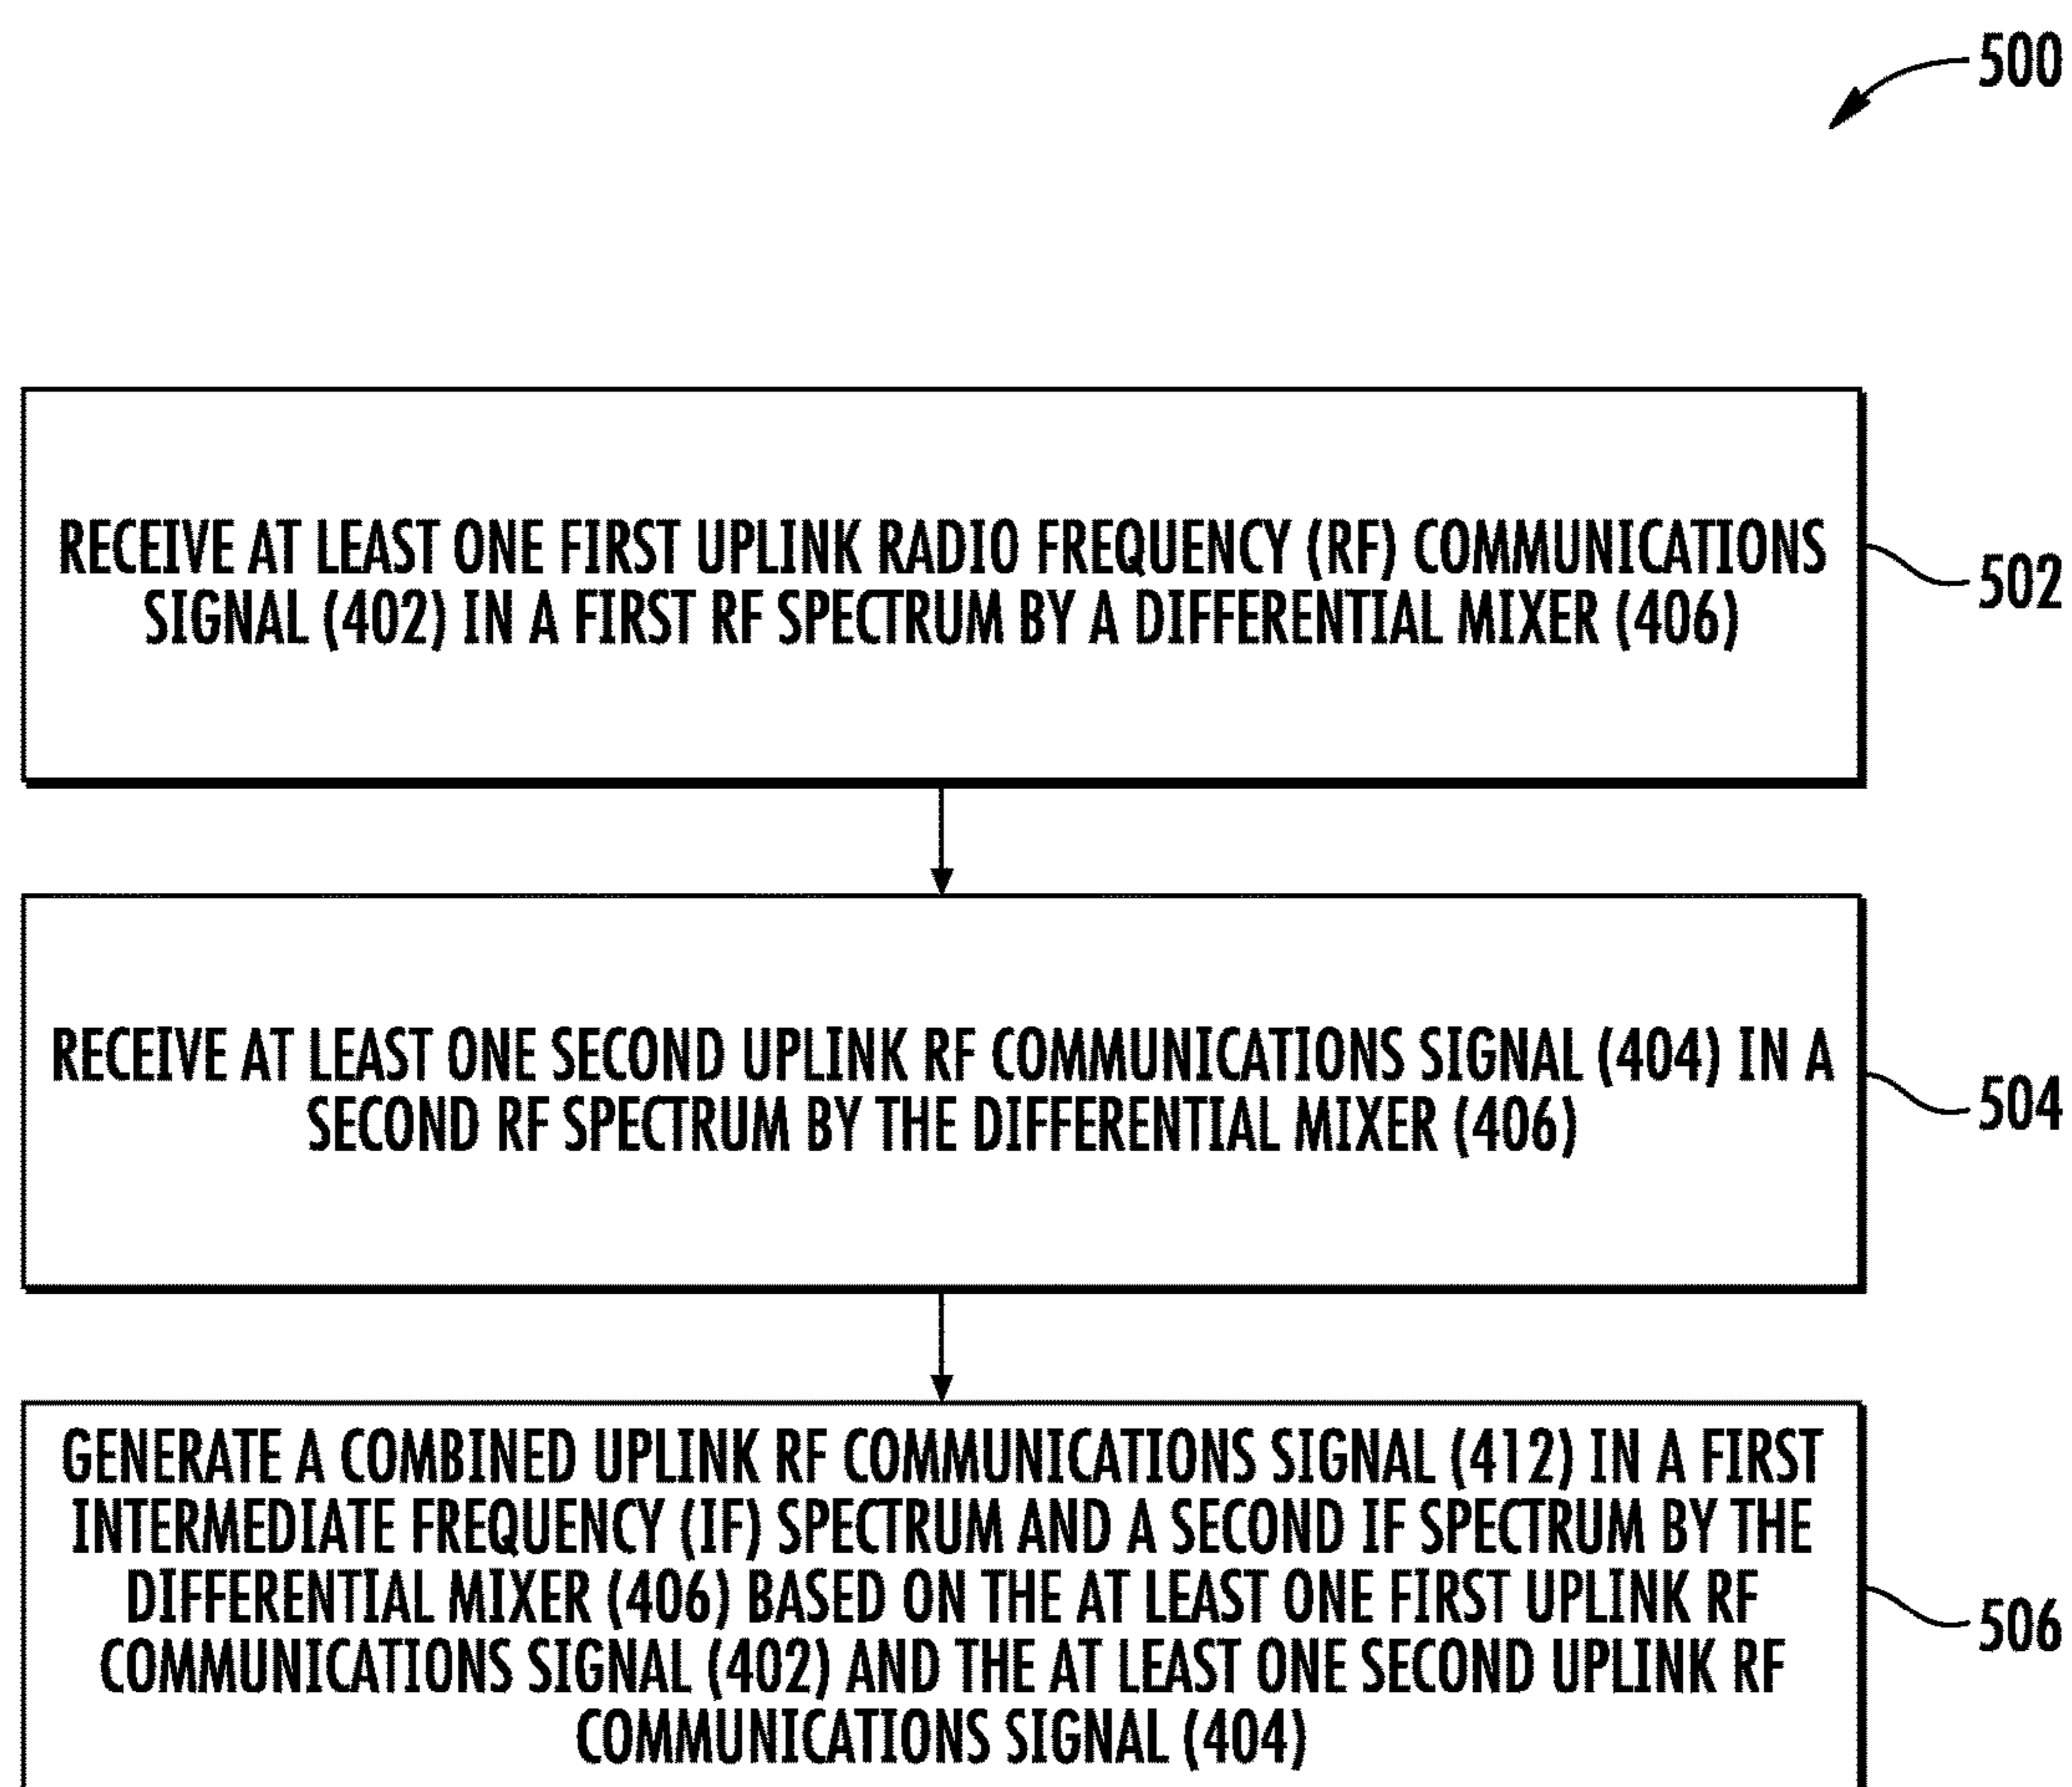 500
RECEIVE AT LEAST ONE FIRST UPLINK RADIO FREQUENCY (RF) COMMUNICATIONS
SIGNAL (402) IN A FIRST RF SPECTRUM BY A DIFFERENTIAL MIXER (406)
502
RECEIVE AT LEAST ONE SECOND UPLINK RF COMMUNICATIONS SIGNAL (404) IN A
SECOND RF SPECTRUM BY THE DIFFERENTIAL MIXER (406)
504
GENERATE A COMBINED UPLINK RF COMMUNICATIONS SIGNAL (412) IN A FIRST
INTERMEDIATE FREQUENCY (IF) SPECTRUM AND A SECOND IF SPECTRUM BY THE
DIFFERENTIAL MIXER (406) BASED ON THE AT LEAST ONE FIRST UPLINK RF
COMMUNICATIONS SIGNAL (402) AND THE AT LEAST ONE SECOND UPLINK RF
COMMUNICATIONS SIGNAL (404)
506